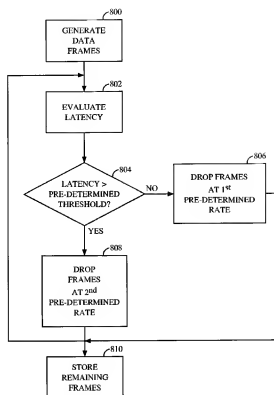 800
GENERATE
DATA
FRAMES
802
EVALUATE
LATENCY
804
LATENCY >
PRE-DETERMINED
THRESHOLD?
NO
YES
806
DROP FRAMES
AT 1st
PRE-DETERMINED
RATE
808
DROP
FRAMES
AT 2nd
PRE-DETERMINED
RATE
810
STORE
REMAINING
FRAMES